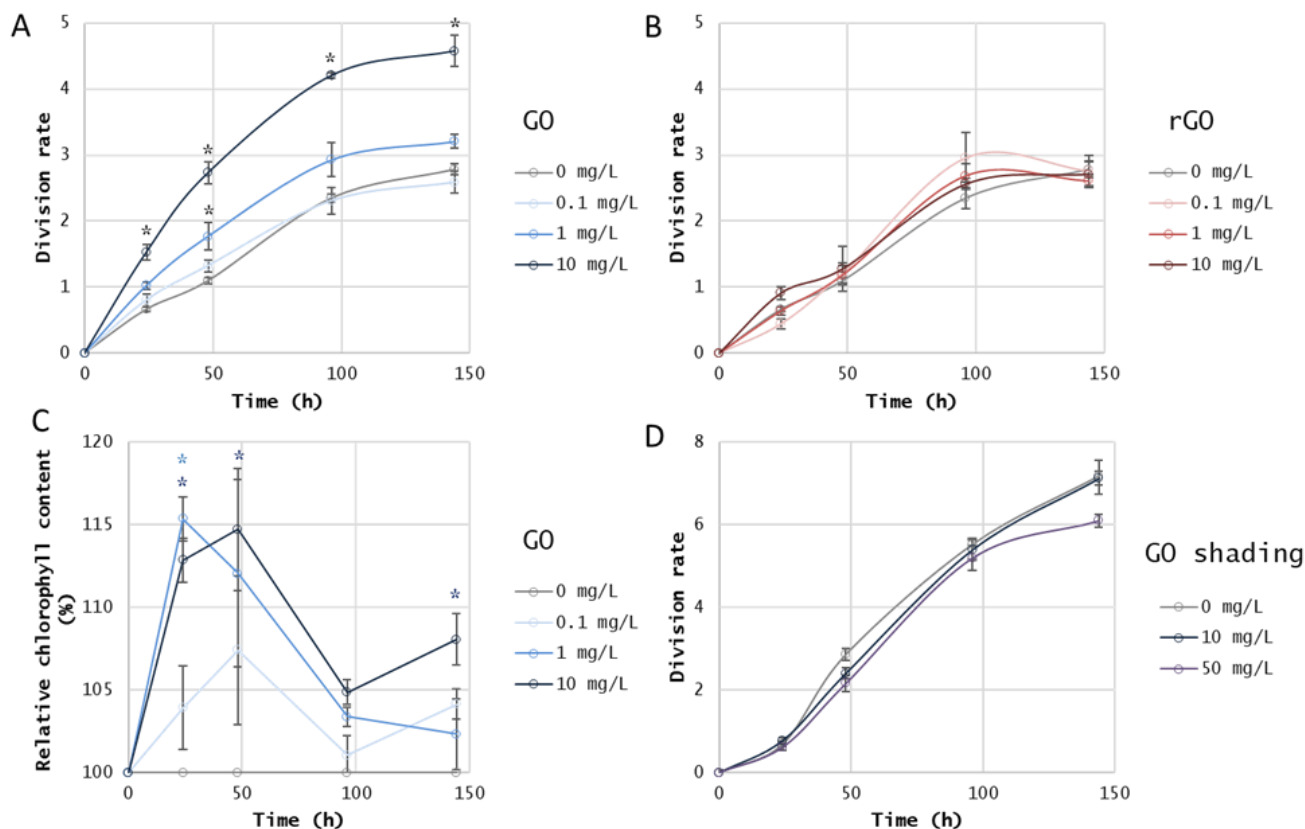 A
5
4
3
2
1
0
Division rate
0
50
100
150
Time (h)
*
*
*
*
*
GO
0 mg/L
0.1 mg/L
1 mg/L
10 mg/L
B
5
4
3
2
1
0
Division rate
0
50
100
150
Time (h)
rGO
0 mg/L
0.1 mg/L
1 mg/L
10 mg/L
C
120
115
110
105
100
Relative chlorophyll content
(%)
0
50
100
150
Time (h)
*
*
*
*
GO
0 mg/L
0.1 mg/L
1 mg/L
10 mg/L
D
8
6
4
2
0
Division rate
0
50
100
150
Time (h)
GO shading
0 mg/L
10 mg/L
50 mg/L